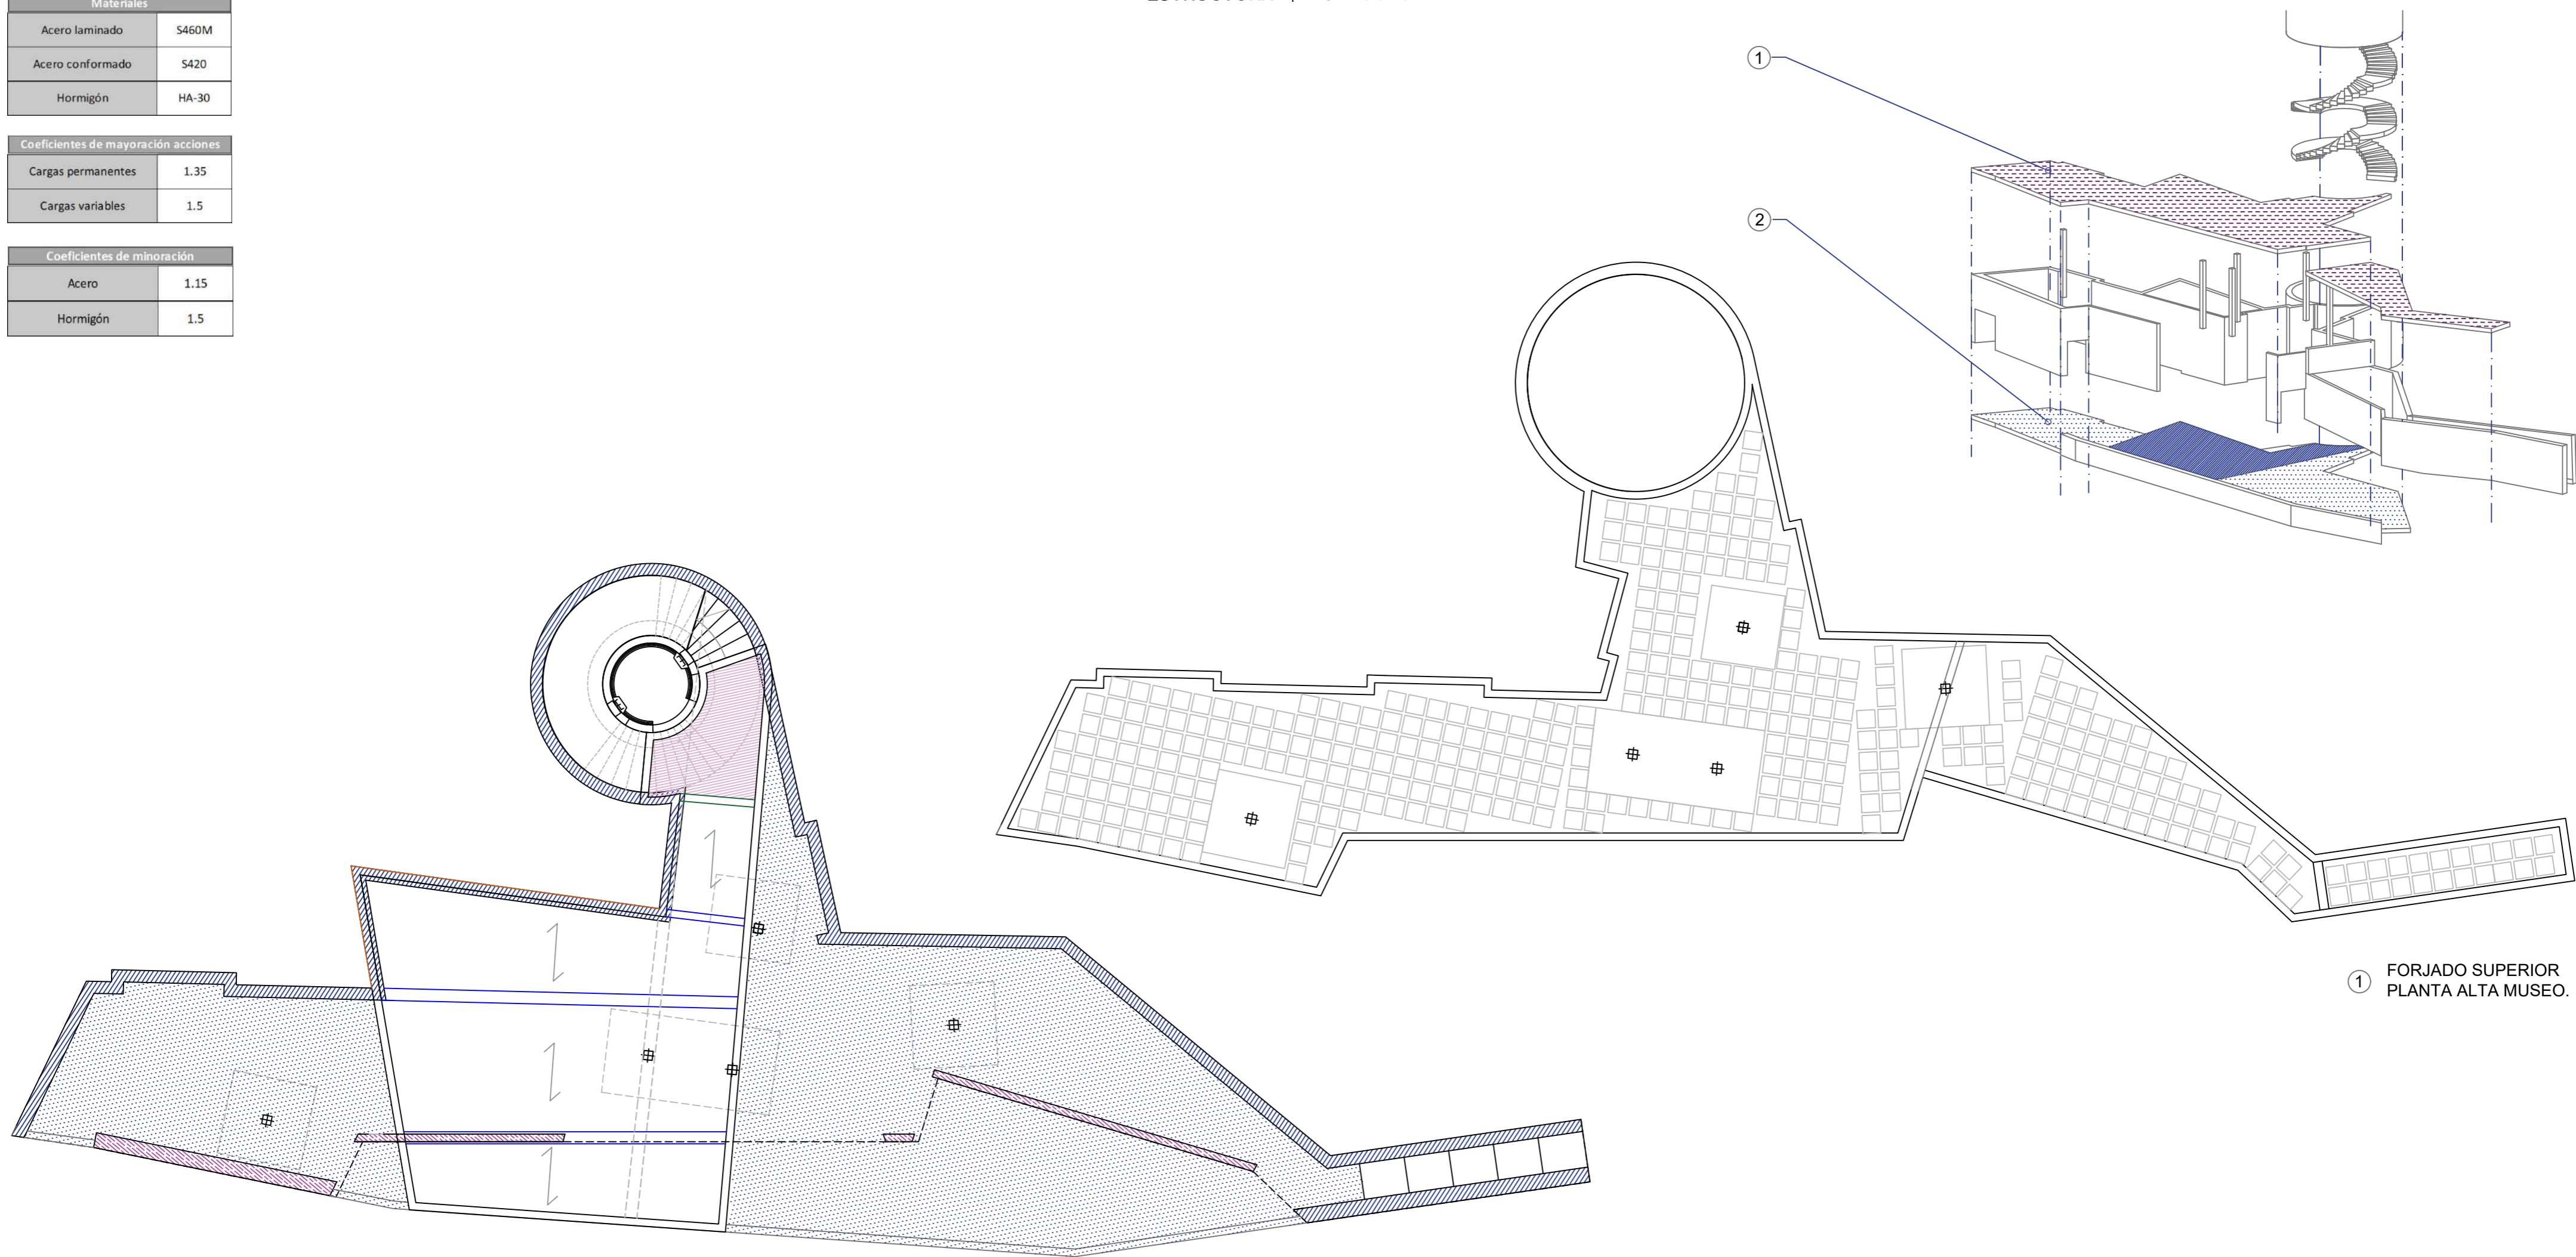 Materiales
Acero laminado S460M
Acero conformado S420
Hormigón HA-30
Coeficientes de mayoración acciones
Cargas permanentes 1.35
Cargas variables 1.5
Coeficientes de minoración
Acero 1.15
Hormigón 1.5
1
2
1 FORJADO SUPERIOR
PLANTA ALTA MUSEO.